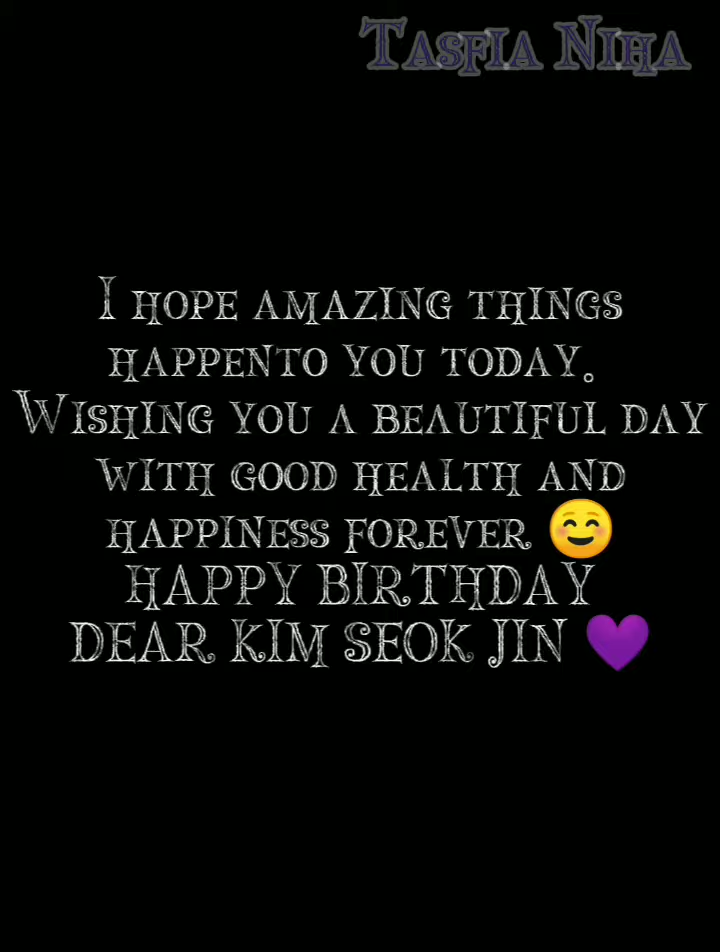 Tasfia Niha
I hope amazing things
happento you today.
Wishing you a beautiful day
with good health and
happiness forever ☺️
HAPPY BIRTHDAY
DEAR KIM SEOK JIN 💜